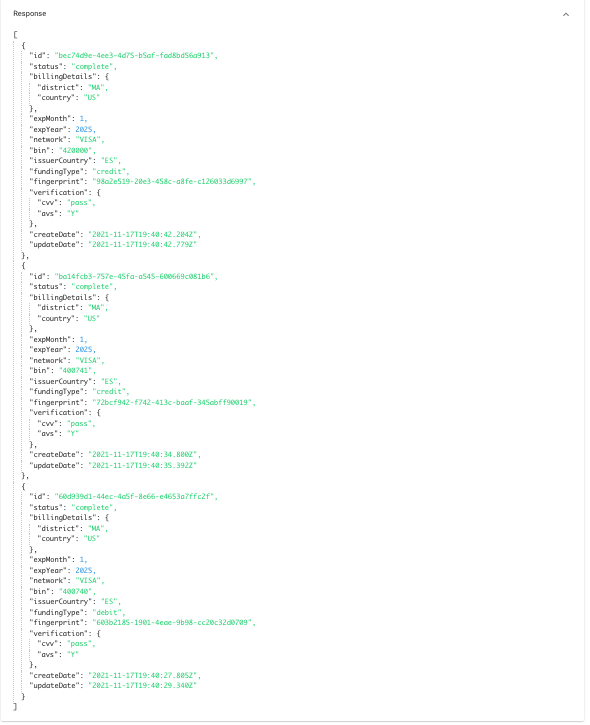 Response
[
{
"id": "bec74d9e-4ee3-4d75-b5af-fad8bd56a913",
"status": "complete",
"billingDetails": {
"district": "MA",
"country": "US"
},
"expMonth": 1,
"expYear": 2025,
"network": "VISA",
"bin": "420000",
"issuerCountry": "ES",
"fundingType": "credit",
"fingerprint": "98a2e519-20e3-458c-a8fe-c126033d6997",
"verification": {
"cvv": "pass",
"avs": "Y"
},
"createDate": "2021-11-17T19:40:42.204Z",
"updateDate": "2021-11-17T19:40:42.779Z"
},
{
"id": "ba14fcb3-757e-45fa-a545-600669c081b6",
"status": "complete",
"billingDetails": {
"district": "MA",
"country": "US"
},
"expMonth": 1,
"expYear": 2025,
"network": "VISA",
"bin": "400741",
"issuerCountry": "ES",
"fundingType": "credit",
"fingerprint": "72bcf942-f742-413c-baaf-345abff90019",
"verification": {
"cvv": "pass",
"avs": "Y"
},
"createDate": "2021-11-17T19:40:34.800Z",
"updateDate": "2021-11-17T19:40:35.392Z"
},
{
"id": "60d939d1-44ec-4a5f-8e66-e4653a7ffc2f",
"status": "complete",
"billingDetails": {
"district": "MA",
"country": "US"
},
"expMonth": 1,
"expYear": 2025,
"network": "VISA",
"bin": "400740",
"issuerCountry": "ES",
"fundingType": "debit",
"fingerprint": "603b2185-1901-4eae-9b98-cc20c32d0709",
"verification": {
"cvv": "pass",
"avs": "Y"
},
"createDate": "2021-11-17T19:40:27.805Z",
"updateDate": "2021-11-17T19:40:29.340Z"
}
]